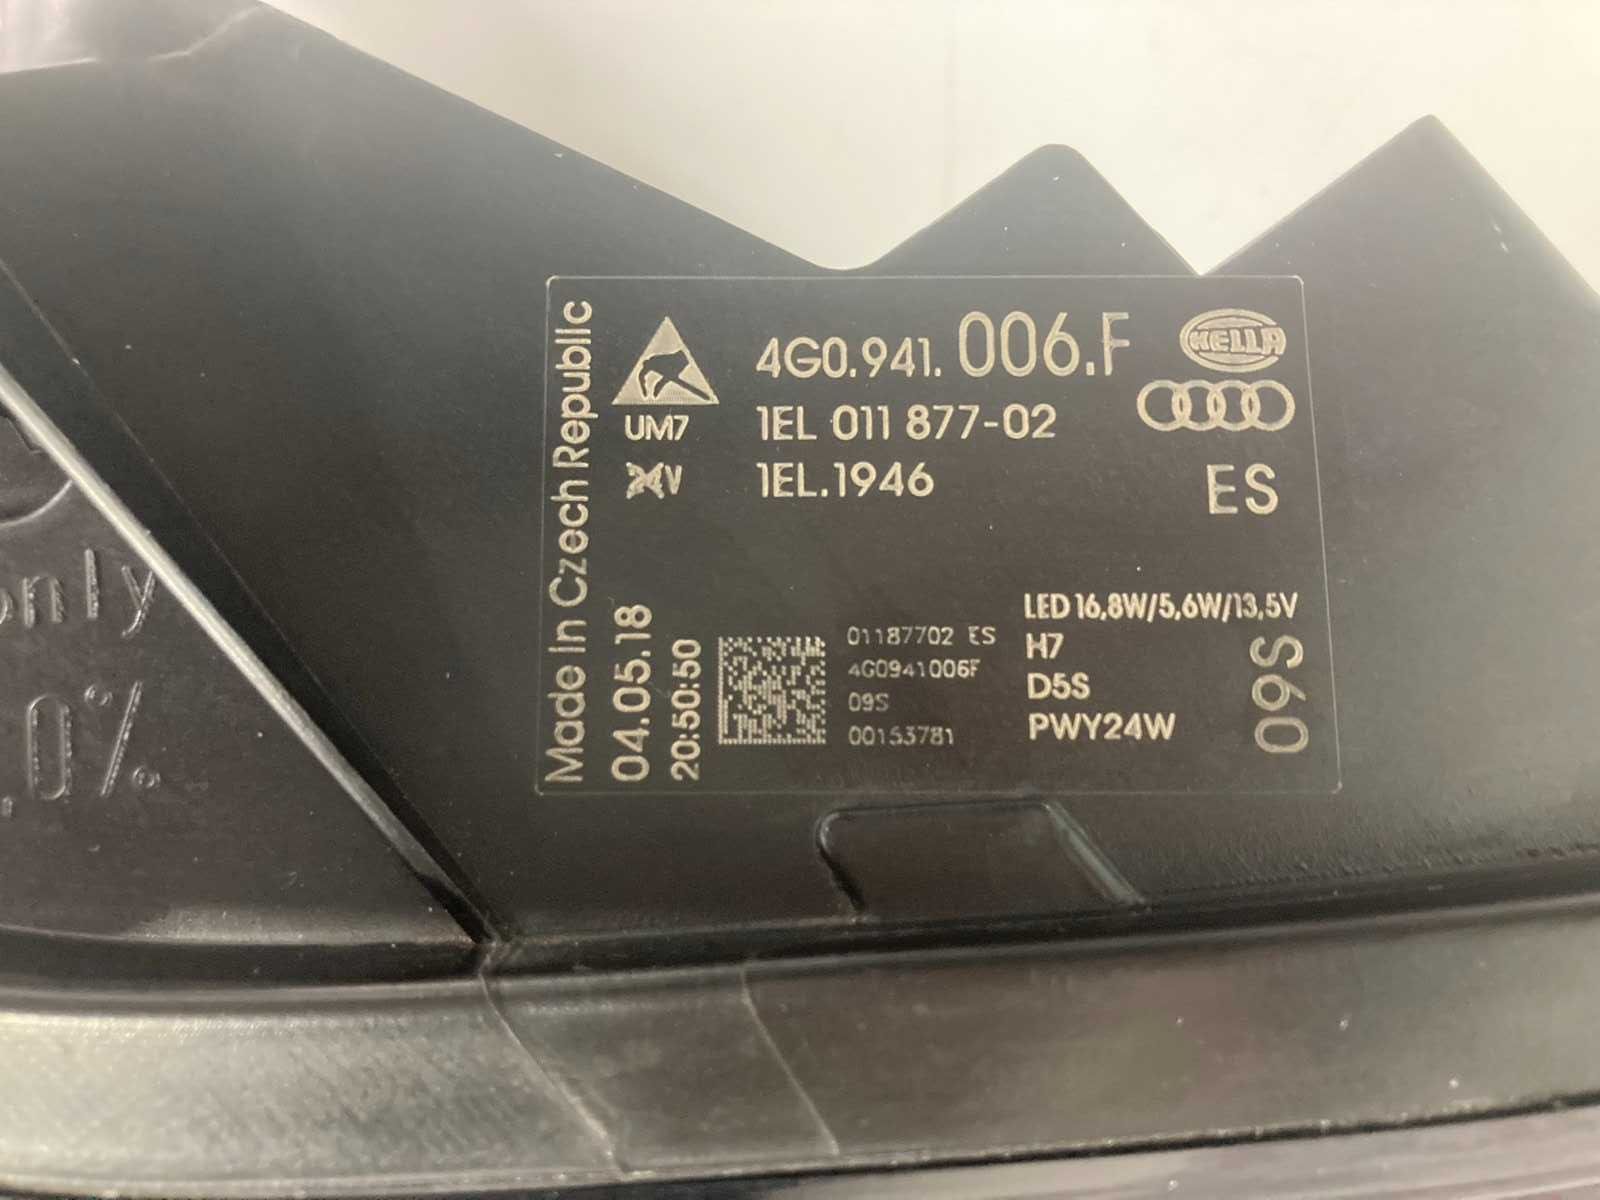 Made In Czech Republic
04.05.18
20:50:50
UM7
4G0.941.006.F
HELLA
1EL 011 877-02
1EL.1946
ES
LED 16,8W/5,6W/13,5V
H7
D5S
PWY24W
09S
01187702 ES
4G0941006F
09S
00153781
only
,0%